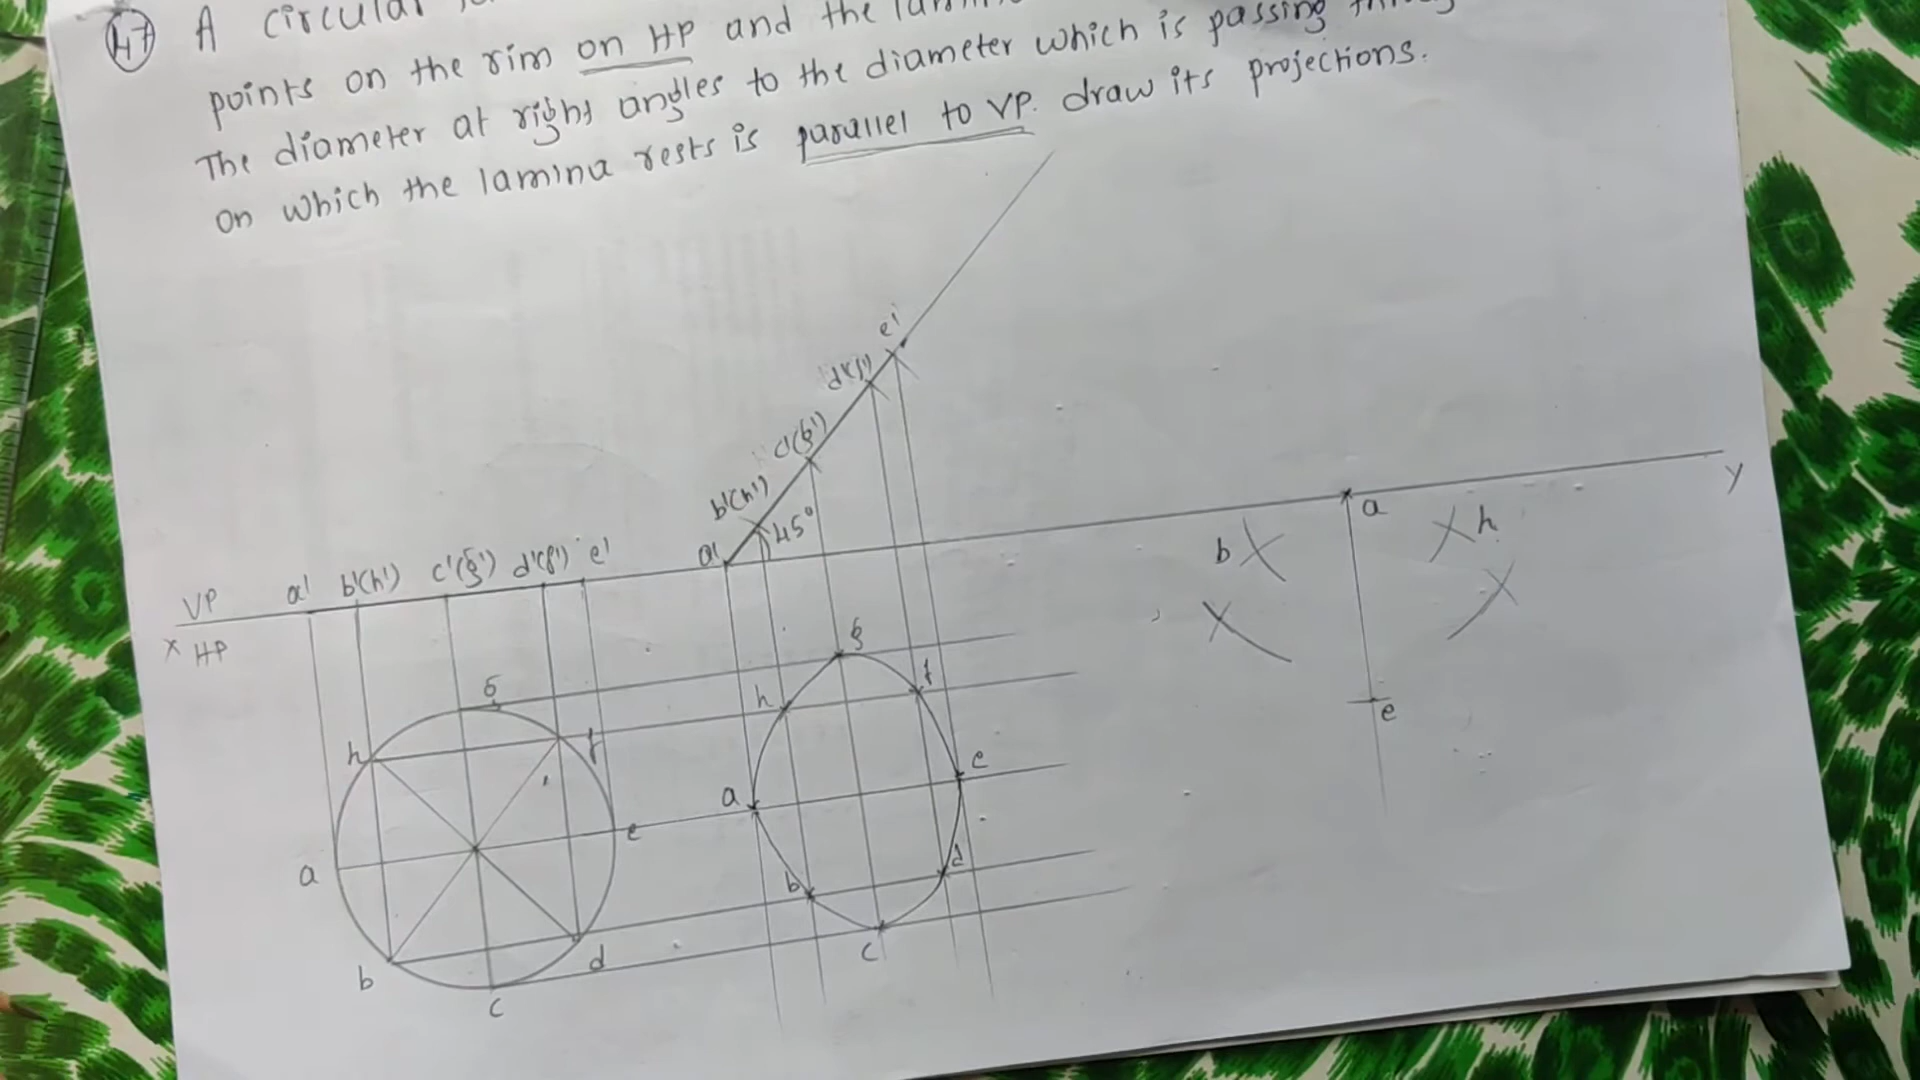 47 A circular
points on the rim on HP and the
The diameter at right angles to the diameter which is passing
on which the lamina rests is parallel to VP. draw its projections.
e'
d'(f')
c'(g')
b'(h')
a' 45°
VP a' b'(h') c'(g') d'(f') e'
X HP
y
a
b h
e
g
h f
a e
b d
c
g
h f
a e
b d
c